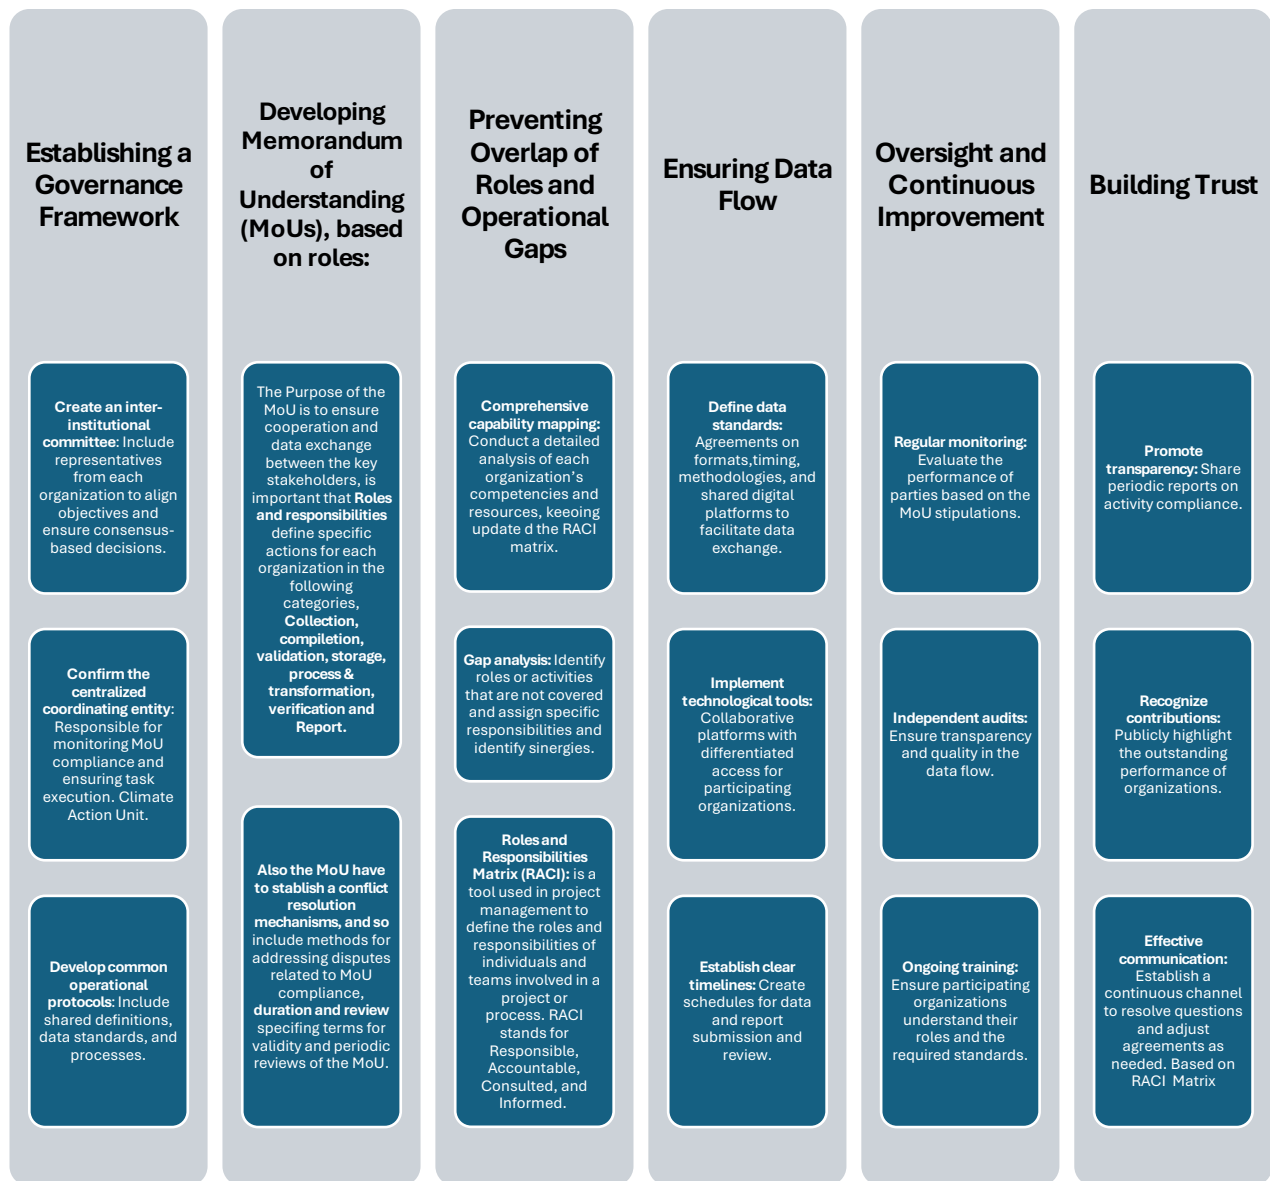 Establishing a
Governance
Framework
Create an inter-
institutional
committee: Include
representatives
from each
organization to align
objectives and
ensure consensus-
based decisions.
Confirm the
centralized
coordinating entity:
Responsible for
monitoring MoU
compliance and
ensuring task
execution. Climate
Action Unit.
Develop common
operational
protocols: Include
shared definitions,
data standards, and
processes.
Developing
Memorandum
of
Understanding
(MoUs), based
on roles:
The Purpose of the
MoU is to ensure
cooperation and
data exchange
between the key
stakeholders, is
important that Roles
and responsibilities
define specific
actions for each
organization in the
following
categories,
Collection,
compiletion,
validation, storage,
process &
transformation,
verification and
Report.
Also the MoU have
to stablish a conflict
resolution
mechanisms, and so
include methods for
addressing disputes
related to MoU
compliance,
duration and review
specifing terms for
validity and periodic
reviews of the MoU.
Preventing
Overlap of
Roles and
Operational
Gaps
Comprehensive
capability mapping:
Conduct a detailed
analysis of each
organization's
competencies and
resources, keeoing
update d the RACI
matrix.
Gap analysis: Identify
roles or activities
that are not covered
and assign specific
responsibilities and
identify sinergies.
Roles and
Responsibilities
Matrix (RACI): is a
tool used in project
management to
define the roles and
responsibilities of
individuals and
teams involved in a
project or
process. RACI
stands for
Responsible,
Accountable,
Consulted, and
Informed.
Ensuring Data
Flow
Define data
standards:
Agreements on
formats,timing,
methodologies, and
shared digital
platforms to
facilitate data
exchange.
Implement
technological tools:
Collaborative
platforms with
differentiated
access for
participating
organizations.
Establish clear
timelines: Create
schedules for data
and report
submission and
review.
Oversight and
Continuous
Improvement
Regular monitoring:
Evaluate the
performance of
parties based on the
MoU stipulations.
Independent audits:
Ensure transparency
and quality in the
data flow.
Ongoing training:
Ensure participating
organizations
understand their
roles and the
required standards.
Building Trust
Promote
transparency: Share
periodic reports on
activity compliance.
Recognize
contributions:
Publicly highlight
the outstanding
performance of
organizations.
Effective
communication:
Establish a
continuous channel
to resolve questions
and adjust
agreements as
needed. Based on
RACI Matrix